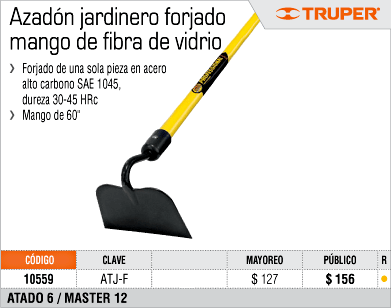 Azadón jardinero forjado
mango de fibra de vidrio
TRUPER®
❯ Forjado de una sola pieza en acero
alto carbono SAE 1045,
dureza 30-45 HRc
❯ Mango de 60"
CÓDIGO CLAVE MAYOREO PÚBLICO R
10559 ATJ-F $ 127 $ 156 ●
ATADO 6 / MASTER 12